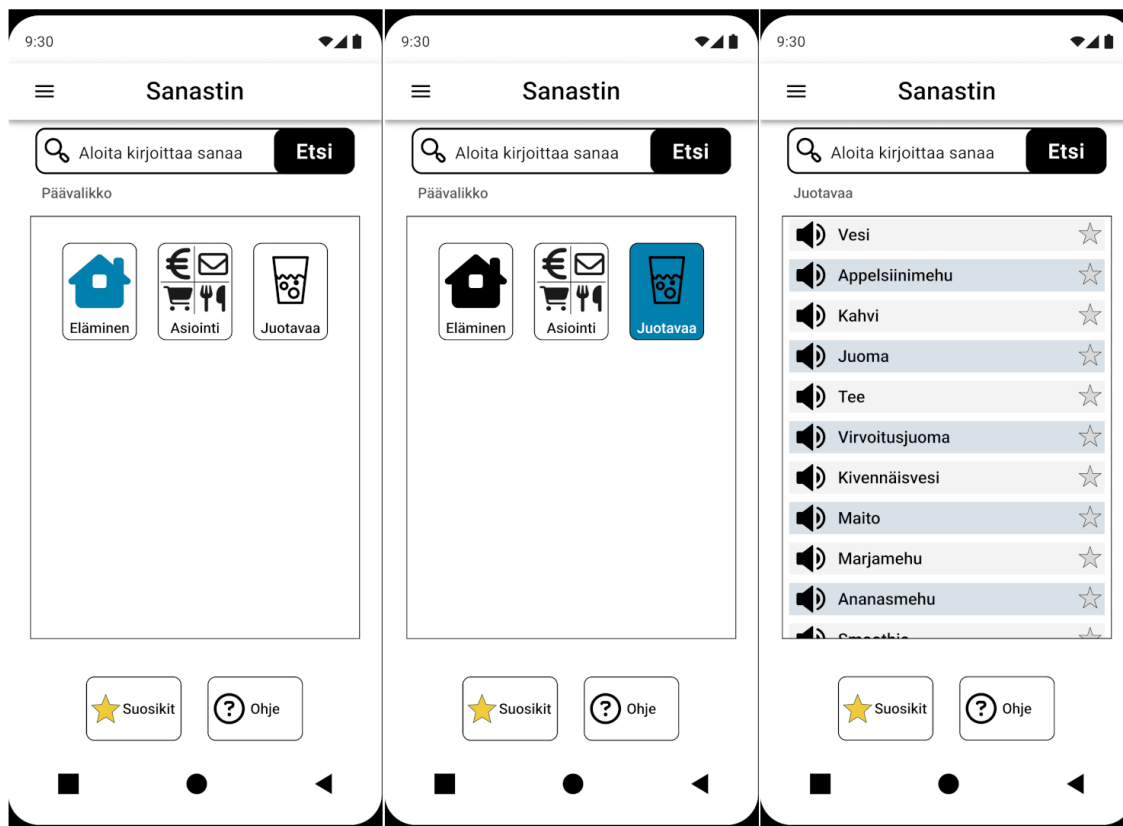 9:30
Sanastin
Aloita kirjoittaa sanaa Etsi
Päävalikko
Eläminen Asiointi Juotavaa
Suosikit ? Ohje
9:30
Sanastin
Aloita kirjoittaa sanaa Etsi
Päävalikko
Eläminen Asiointi Juotavaa
Suosikit ? Ohje
9:30
Sanastin
Aloita kirjoittaa sanaa Etsi
Juotavaa
Vesi
Appelsiinimehu
Kahvi
Juoma
Tee
Virvoitusjuoma
Kivennäisvesi
Maito
Marjamehu
Ananasmehu
Smoothie
Suosikit ? Ohje